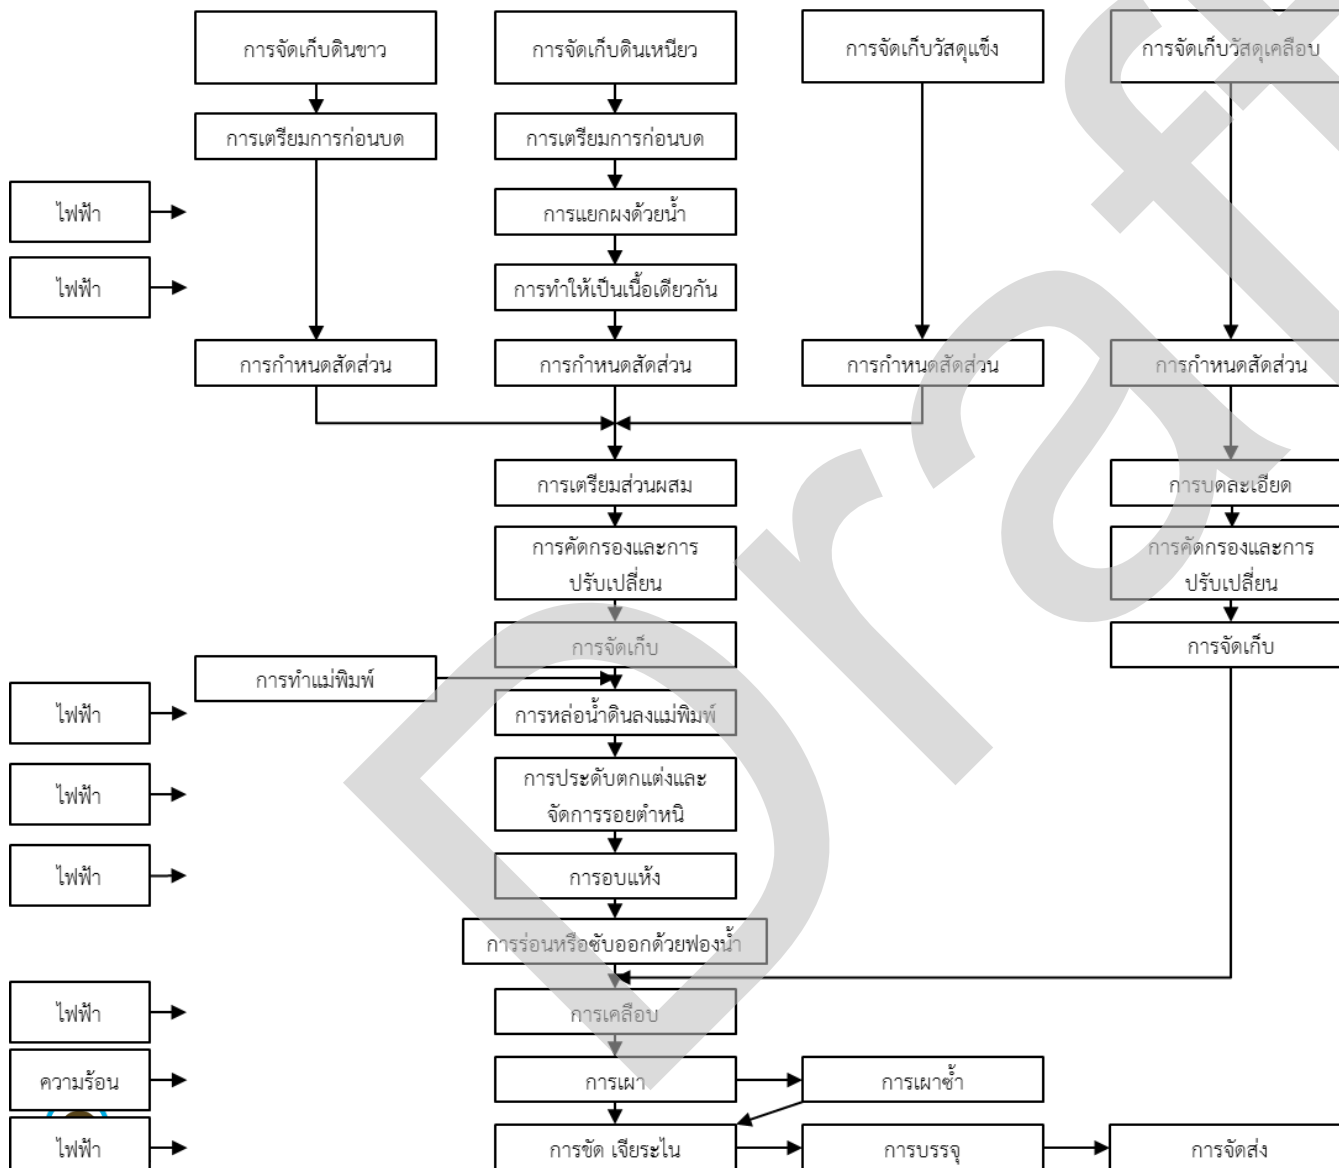 การจัดเก็บดินขาว
การจัดเก็บดินเหนียว
การจัดเก็บวัสดุแข็ง
การจัดเก็บวัสดุเคลือบ
การเตรียมการก่อนบด
การเตรียมการก่อนบด
ไฟฟ้า
การแยกผงด้วยน้ำ
ไฟฟ้า
การทำให้เป็นเนื้อเดียวกัน
การกำหนดสัดส่วน
การกำหนดสัดส่วน
การกำหนดสัดส่วน
การกำหนดสัดส่วน
การเตรียมส่วนผสม
การบดละเอียด
การคัดกรองและการ
ปรับเปลี่ยน
การคัดกรองและการ
ปรับเปลี่ยน
การจัดเก็บ
การจัดเก็บ
การทำแม่พิมพ์
ไฟฟ้า
การหล่อน้ำดินลงแม่พิมพ์
ไฟฟ้า
การประดับตกแต่งและ
จัดการรอยตำหนิ
ไฟฟ้า
การอบแห้ง
การร่อนหรือซับออกด้วยฟองน้ำ
ไฟฟ้า
การเคลือบ
ความร้อน
การเผา
การเผาซ้ำ
ไฟฟ้า
การขัด เจียระไน
การบรรจุ
การจัดส่ง
Draft